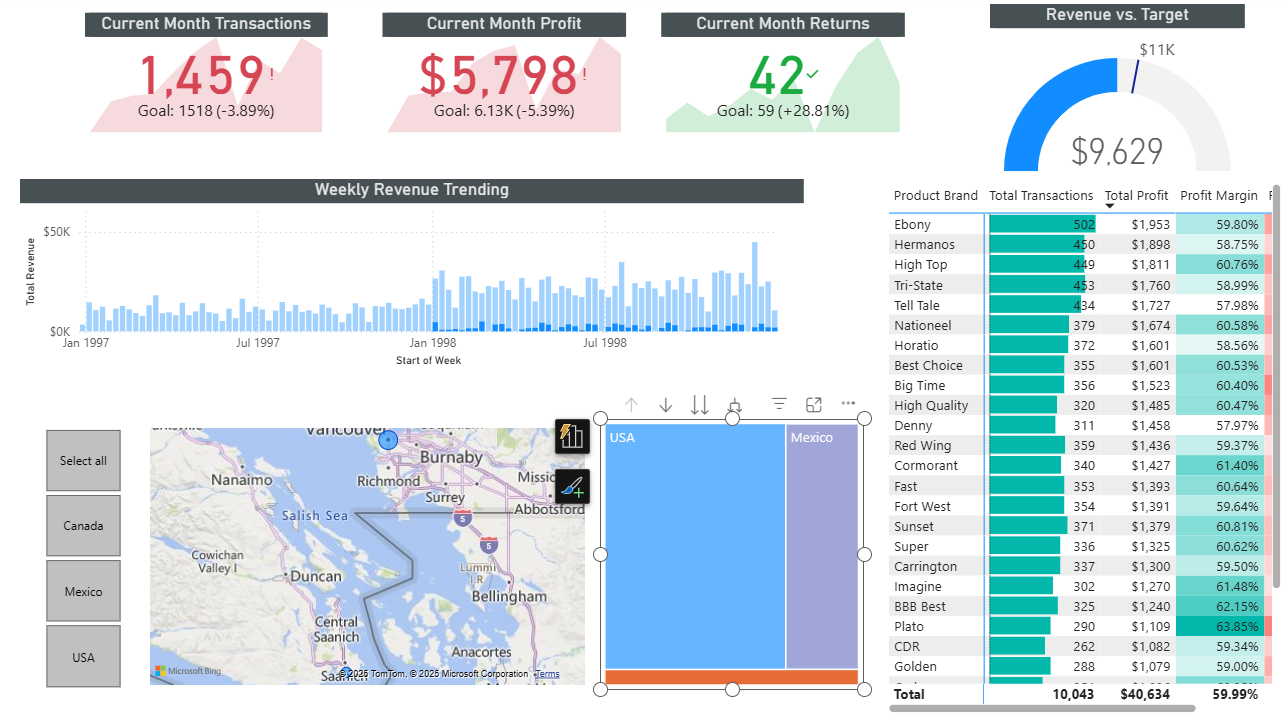 Current Month Transactions
1,459!
Goal: 1518 (-3.89%)
Current Month Profit
$5,798!
Goal: 6.13K (-5.39%)
Current Month Returns
42
Goal: 59 (+28.81%)
Revenue vs. Target
$11K
$9,629
Weekly Revenue Trending
Total Revenue
$50K
$0K
Jan 1997
Jul 1997
Jan 1998
Jul 1998
Start of Week
Select all
Canada
Mexico
USA
Vancouver
Burnaby
Richmond
Surrey
Nanaimo
Salish Sea
Abbotsford
5
5
Cowichan
Valley I
Duncan
Lummi
I.R.
Bellingham
Central
Saanich
Anacortes
Microsoft Bing
© 2025 TomTom, © 2025 Microsoft Corporation Terms
USA
Mexico
Product Brand Total Transactions Total Profit Profit Margin
Ebony 502 $1,953 59.80%
Hermanos 450 $1,898 58.75%
High Top 449 $1,811 60.76%
Tri-State 453 $1,760 58.99%
Tell Tale 434 $1,727 57.98%
Nationeel 379 $1,674 60.58%
Horatio 372 $1,601 58.56%
Best Choice 355 $1,601 60.53%
Big Time 356 $1,523 60.40%
High Quality 320 $1,485 60.47%
Denny 311 $1,458 57.97%
Red Wing 359 $1,436 59.37%
Cormorant 340 $1,427 61.40%
Fast 353 $1,393 60.64%
Fort West 354 $1,391 59.64%
Sunset 371 $1,379 60.81%
Super 336 $1,325 60.62%
Carrington 337 $1,300 59.50%
Imagine 302 $1,270 61.48%
BBB Best 325 $1,240 62.15%
Plato 290 $1,109 63.85%
CDR 262 $1,082 59.34%
Golden 288 $1,079 59.00%
Total 10,043 $40,634 59.99%